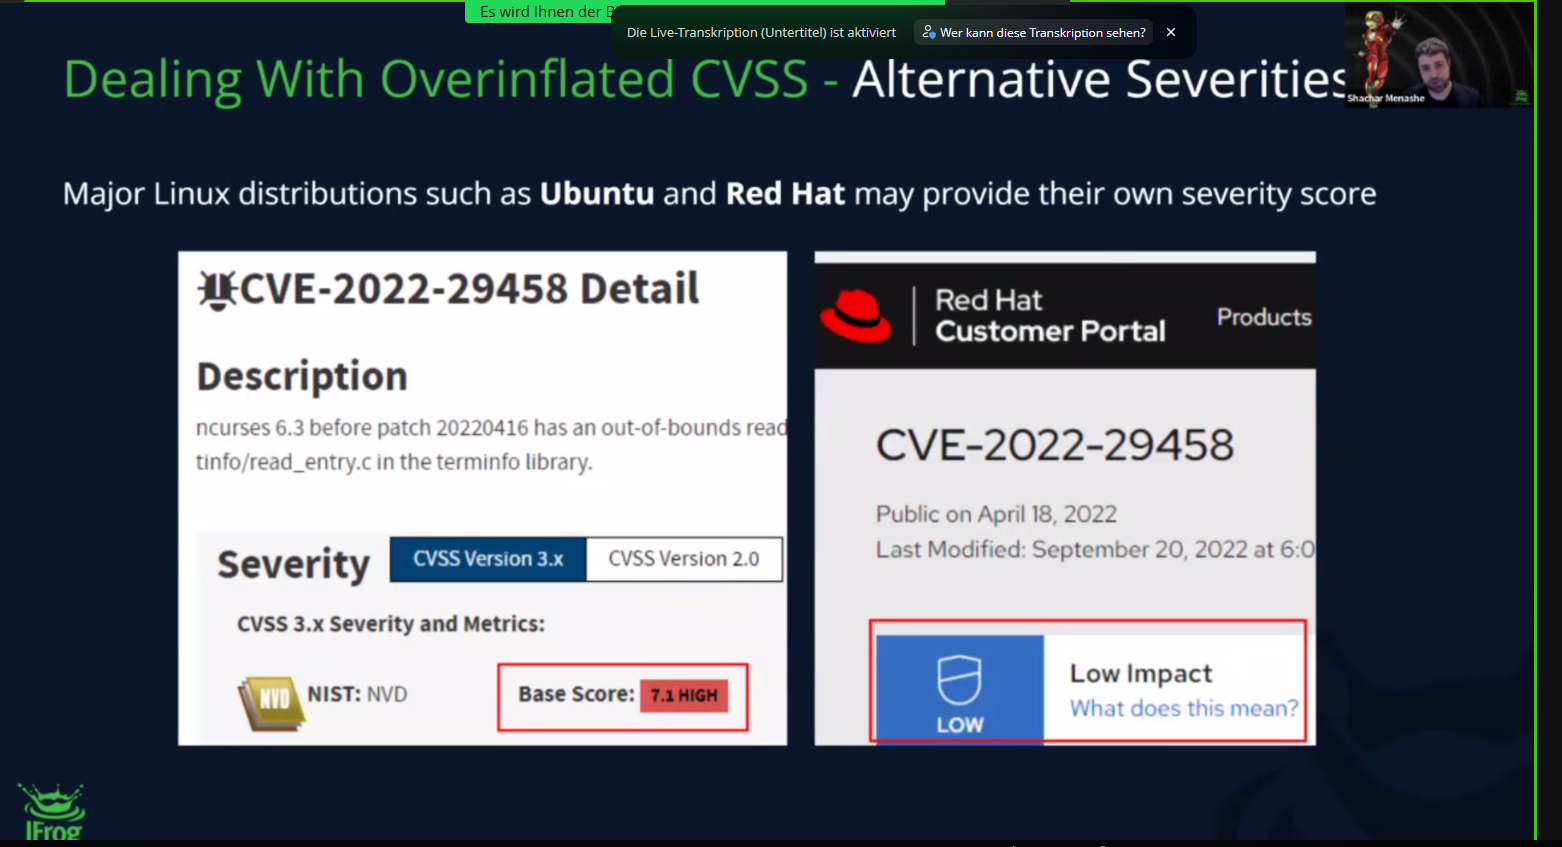 Es wird Ihnen der B
Die Live-Transkription (Untertitel) ist aktiviert
Wer kann diese Transkription sehen?
Dealing With Overinflated CVSS - Alternative Severities
Shachar Menashe
Major Linux distributions such as Ubuntu and Red Hat may provide their own severity score
CVE-2022-29458 Detail
Description
ncurses 6.3 before patch 20220416 has an out-of-bounds read
tinfo/read_entry.c in the terminfo library.
Severity
CVSS Version 3.x
CVSS Version 2.0
CVSS 3.x Severity and Metrics:
NVD
NIST: NVD
Base Score: 7.1 HIGH
Red Hat
Customer Portal
Products
CVE-2022-29458
Public on April 18, 2022
Last Modified: September 20, 2022 at 6:0
LOW
Low Impact
What does this mean?
JFrog